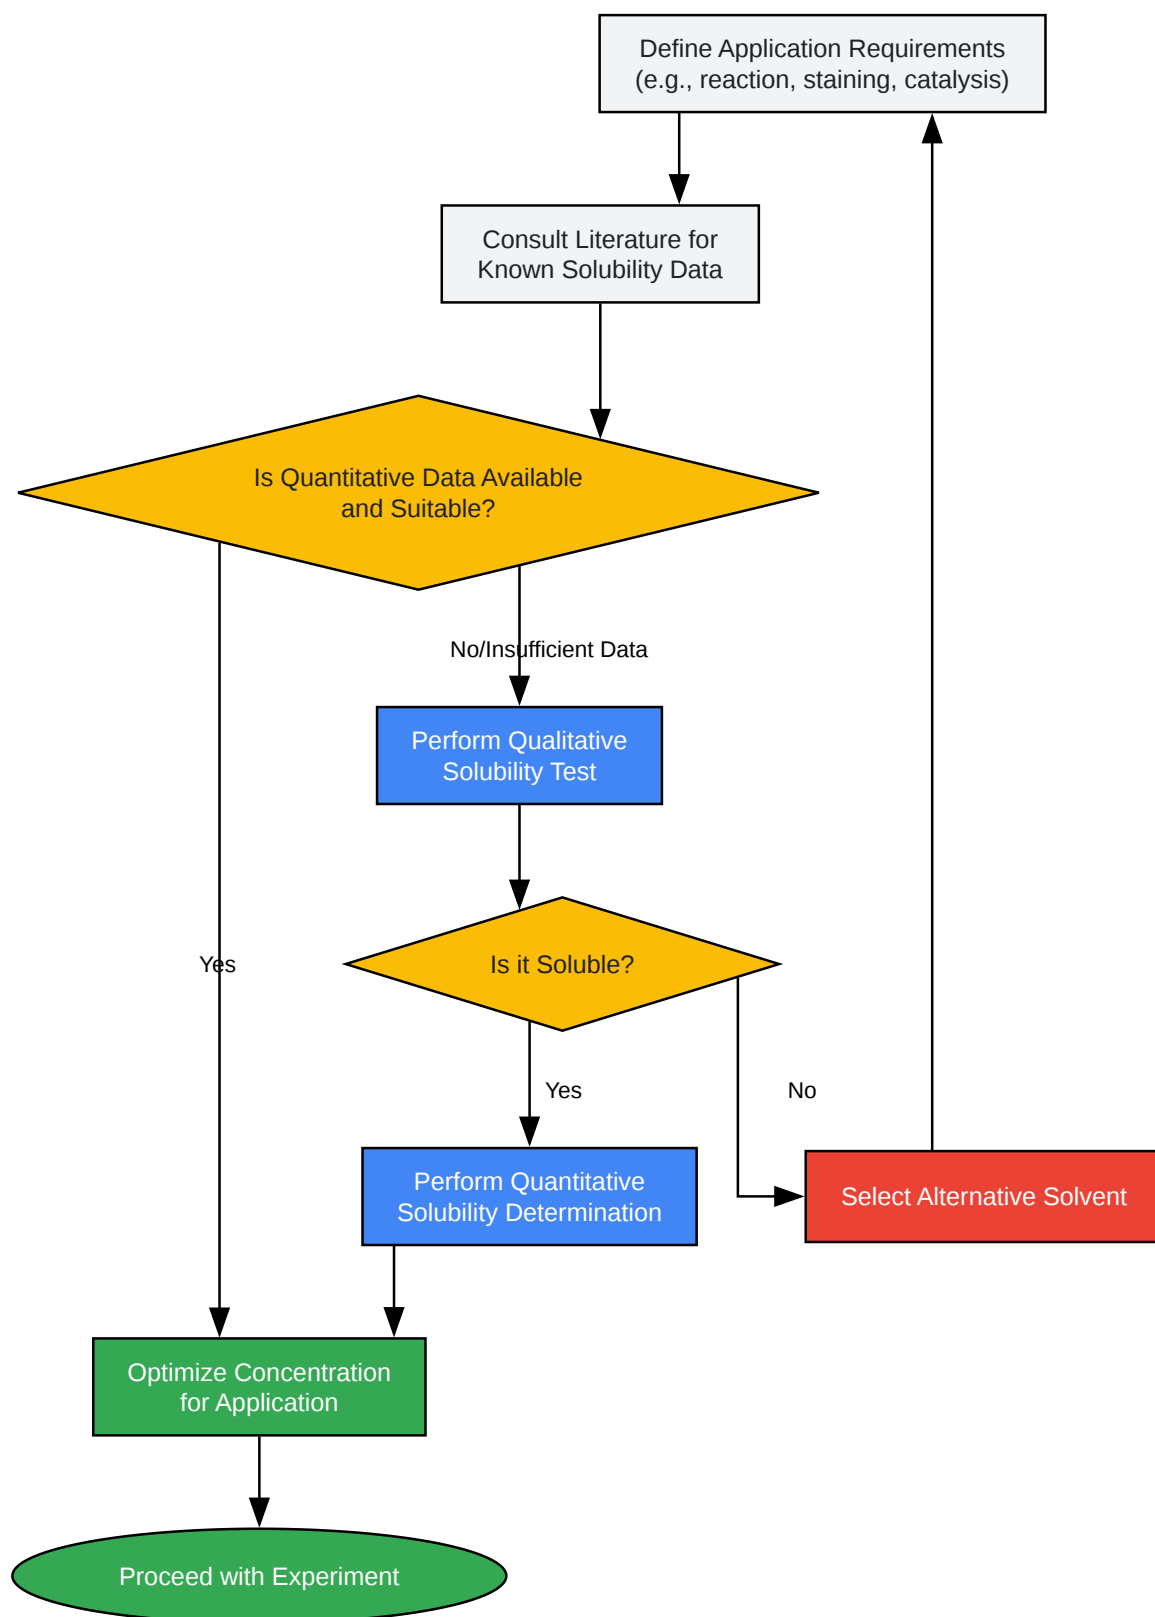 Define Application Requirements
(e.g., reaction, staining, catalysis)
Consult Literature for
Known Solubility Data
Is Quantitative Data Available
and Suitable?
No/Insufficient Data
Perform Qualitative
Solubility Test
Yes
Is it Soluble?
Yes
No
Perform Quantitative
Solubility Determination
Select Alternative Solvent
Optimize Concentration
for Application
Proceed with Experiment